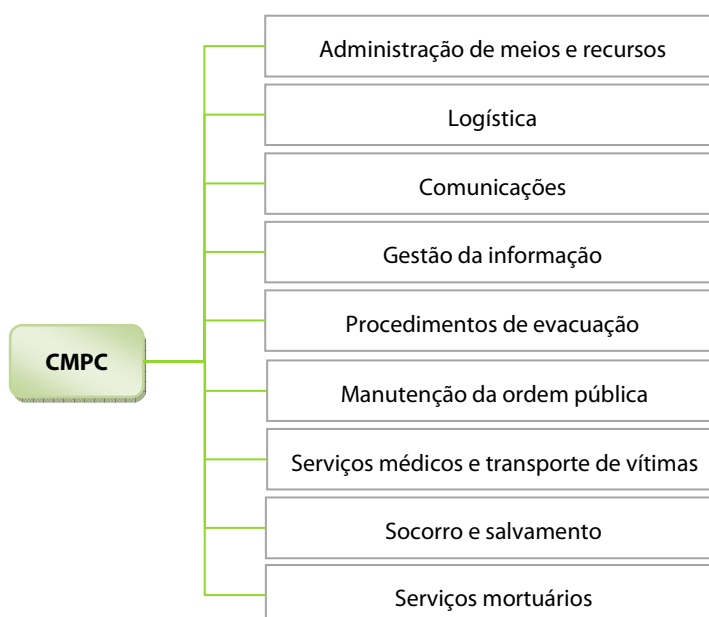 Administração de meios e recursos
Logística
Comunicações
Gestão da informação
Procedimentos de evacuação
CMPC
Manutenção da ordem pública
Serviços médicos e transporte de vítimas
Socorro e salvamento
Serviços mortuários